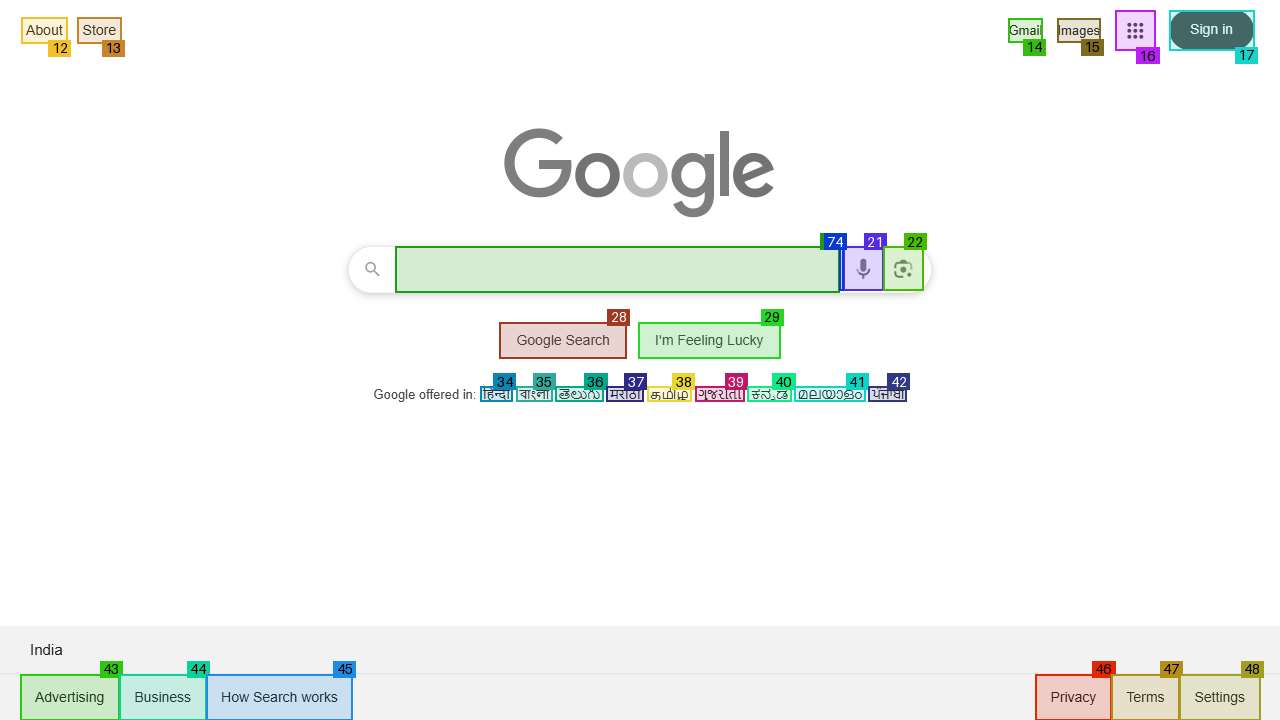 About Store Gmail Images Sign in
12 13 14 15 16 17
Google
74 21 22
28 29
Google Search I'm Feeling Lucky
34 35 36 37 38 39 40 41 42
Google offered in: हिन्दी বাংলা తెలుగు मराठी தமிழ் ગુજરાતી ಕನ್ನಡ മലയാളം ਪੰਜਾਬੀ
India
43 44 45 46 47 48
Advertising Business How Search works Privacy Terms Settings